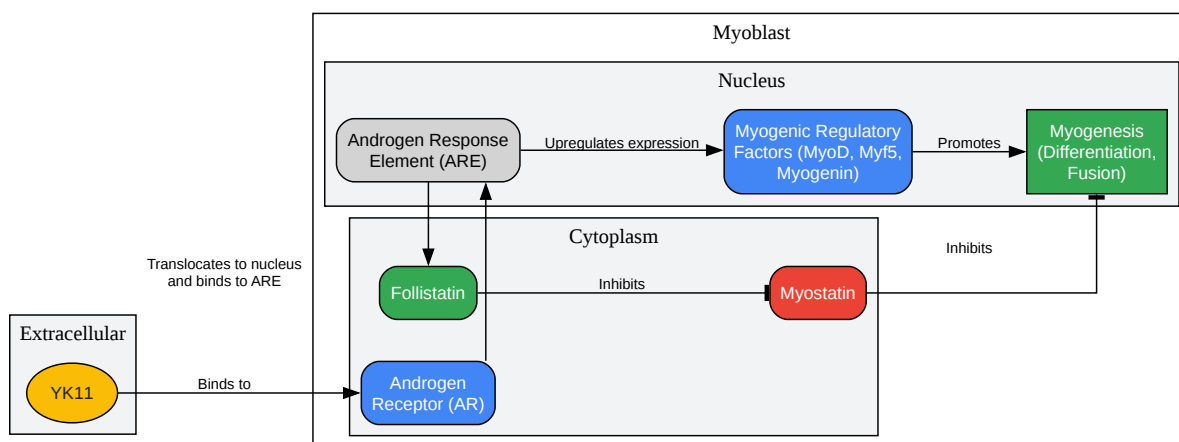 Myoblast
Nucleus
Androgen Response
Element (ARE)
Upregulates expression
Myogenic Regulatory
Factors (MyoD, Myf5,
Myogenin)
Promotes
Myogenesis
(Differentiation,
Fusion)
Cytoplasm
Inhibits
Translocates to nucleus
and binds to ARE
Follistatin
Inhibits
Myostatin
Extracellular
YK11
Binds to
Androgen
Receptor (AR)